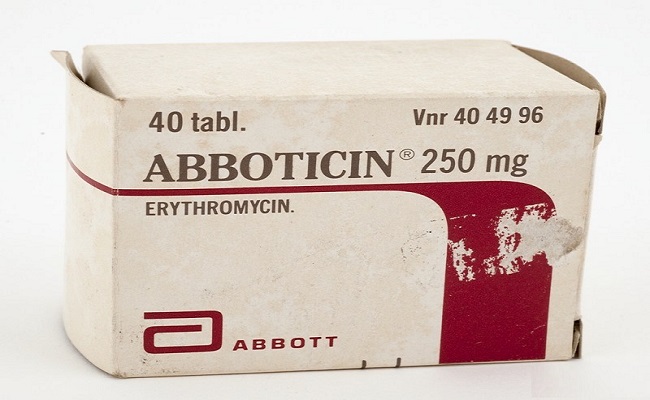 40 tabl.
Vnr 40 49 96
ABBOTICIN® 250 mg
ERYTHROMYCIN.
ABBOTT